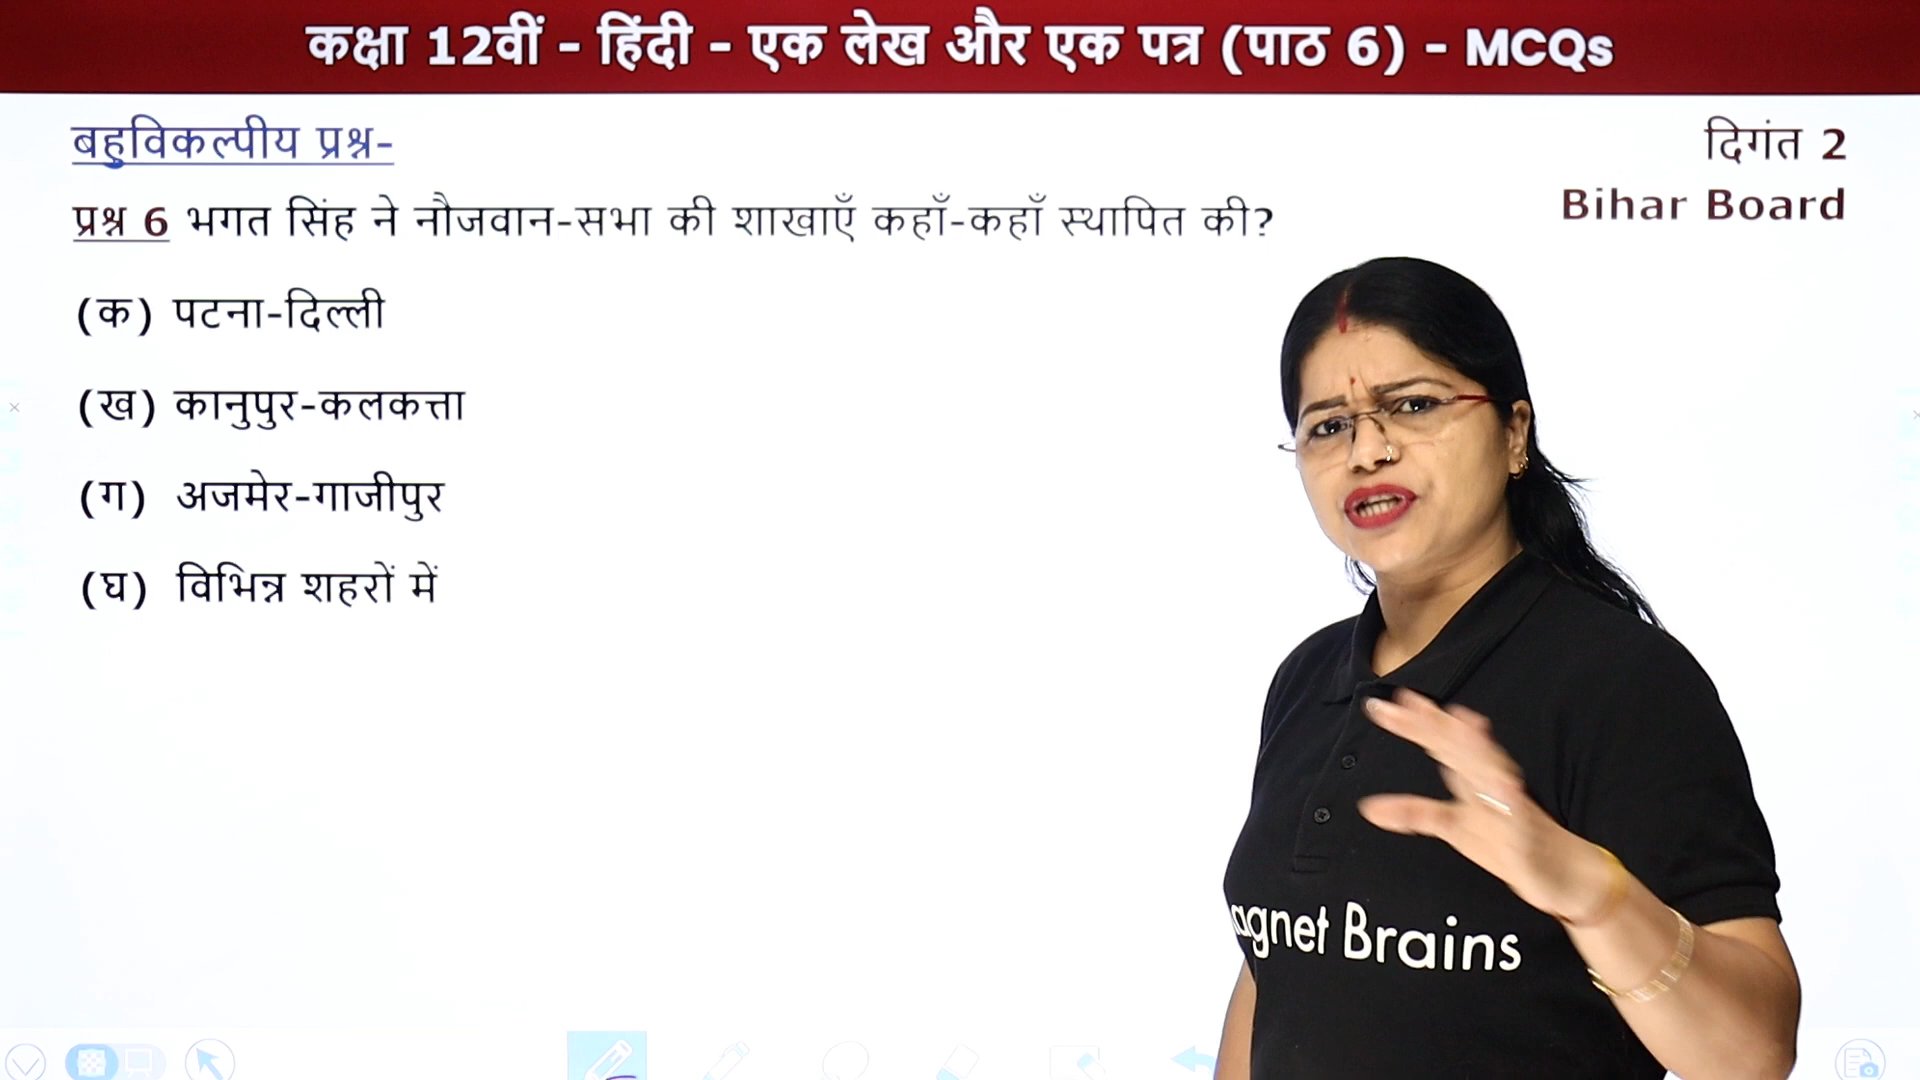 कक्षा 12वीं - हिंदी - एक लेख और एक पत्र (पाठ 6) - MCQs
बहुविकल्पीय प्रश्न-
दिगंत 2
Bihar Board
प्रश्न 6 भगत सिंह ने नौजवान-सभा की शाखाएँ कहाँ-कहाँ स्थापित की?
(क) पटना-दिल्ली
(ख) कानुपुर-कलकत्ता
(ग) अजमेर-गाजीपुर
(घ) विभिन्न शहरों में
agnet Brains